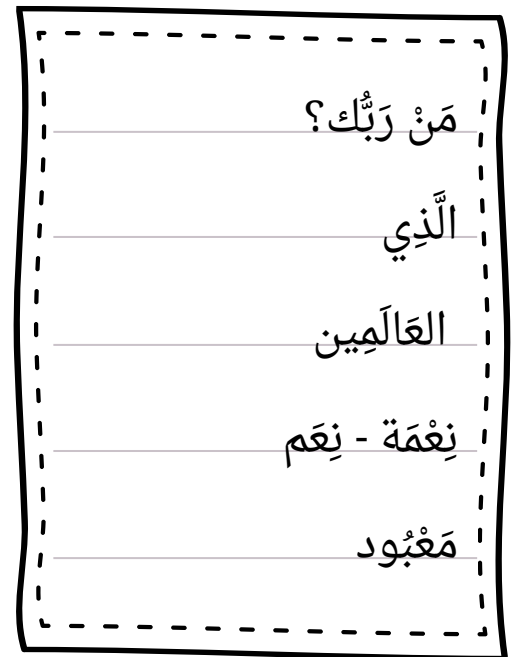 مَنْ رَبُّك؟
الَّذِي
العَالَمِين
نِعْمَة - نِعَم
مَعْبُود